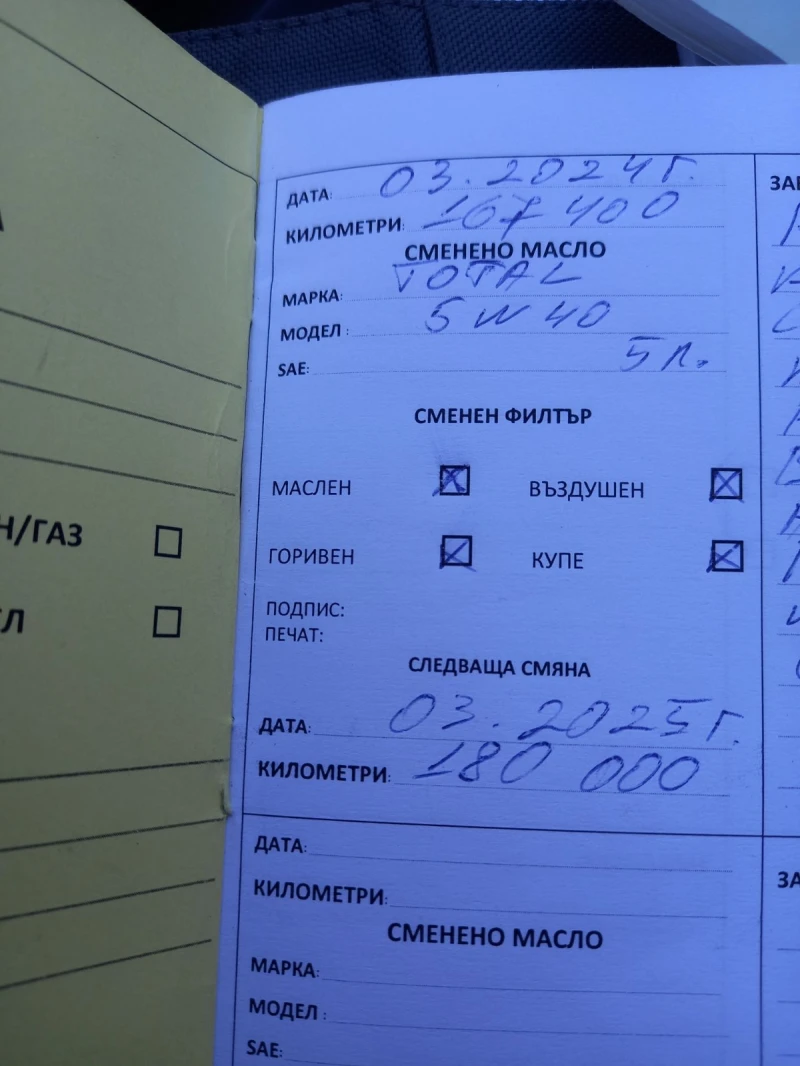 Н/ГАЗ
ДАТА: 03.2024г.
КИЛОМЕТРИ: 167 400
СМЕНЕНО МАСЛО
МАРКА: TOTAL
МОДЕЛ : 5W40
SAE: 5л.
СМЕНЕН ФИЛТЪР
МАСЛЕН ВЪЗДУШЕН
ГОРИВЕН КУПЕ
ПОДПИС:
ПЕЧАТ:
СЛЕДВАЩА СМЯНА
ДАТА: 03.2025г.
КИЛОМЕТРИ: 180 000
ДАТА:
КИЛОМЕТРИ:
СМЕНЕНО МАСЛО
МАРКА:
МОДЕЛ :
SAE: